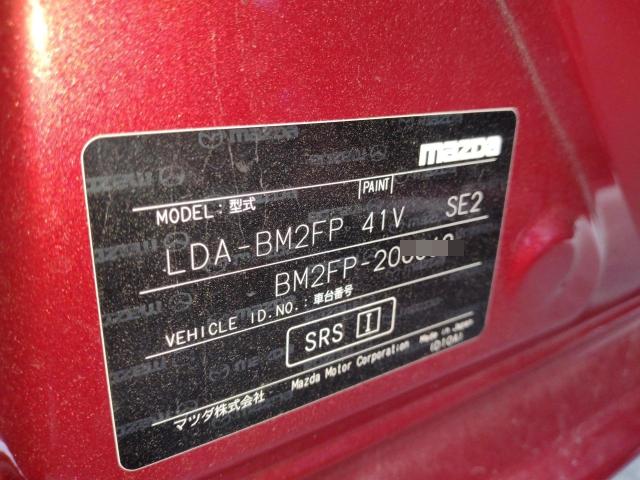 mazda
MODEL:型式 PAINT
LDA-BM2FP 41V SE2
BM2FP-20
VEHICLE ID.NO.:車台番号
SRS I
マツダ株式会社 Mazda Motor Corporation Made in Japan
(D10A)